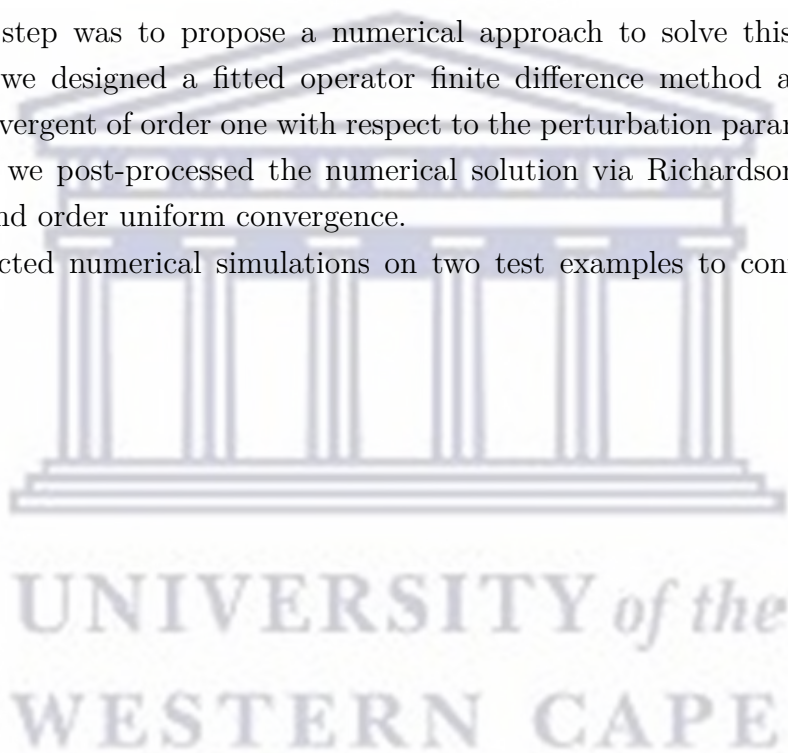 step was to propose a numerical approach to solve this
we designed a fitted operator finite difference method a
vergent of order one with respect to the perturbation para
we post-processed the numerical solution via Richardson
nd order uniform convergence.
cted numerical simulations on two test examples to con
UNIVERSITY of the
WESTERN CAPE